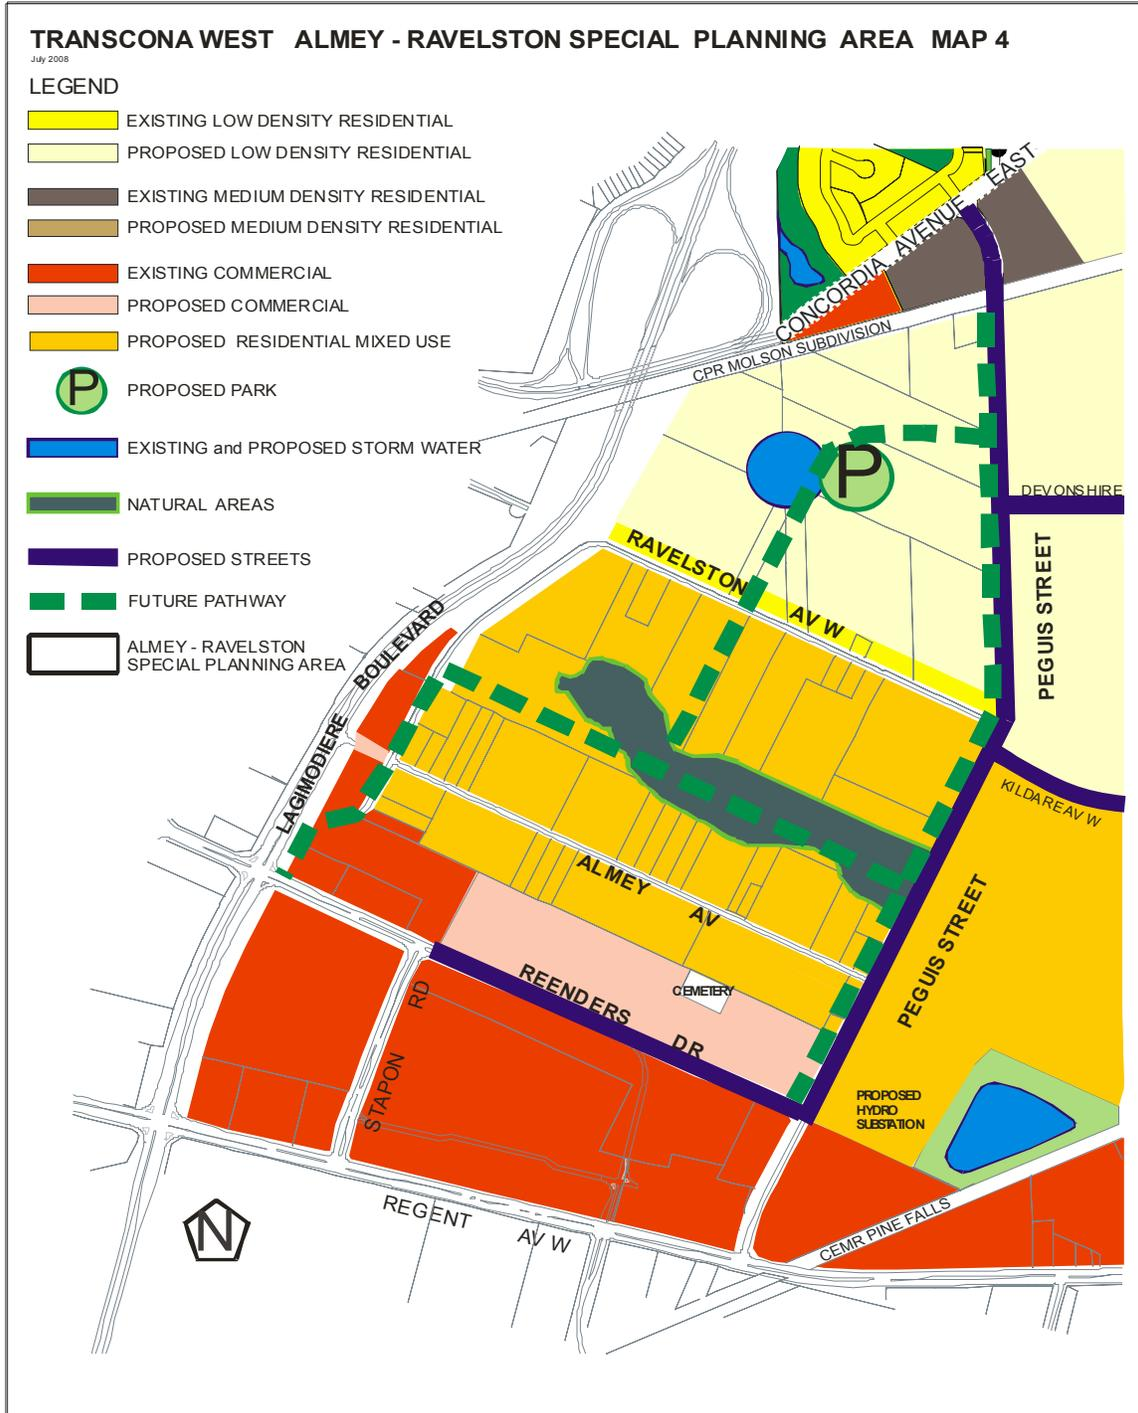 TRANSCONA WEST ALMEY - RAVELSTON SPECIAL PLANNING AREA MAP 4
July 2008
LEGEND
EXISTING LOW DENSITY RESIDENTIAL
PROPOSED LOW DENSITY RESIDENTIAL
EXISTING MEDIUM DENSITY RESIDENTIAL
PROPOSED MEDIUM DENSITY RESIDENTIAL
EXISTING COMMERCIAL
PROPOSED COMMERCIAL
PROPOSED RESIDENTIAL MIXED USE
P
PROPOSED PARK
EXISTING and PROPOSED STORM WATER
NATURAL AREAS
PROPOSED STREETS
FUTURE PATHWAY
ALMEY - RAVELSTON
SPECIAL PLANNING AREA
CONCORDIA AVENUE EAST
CPR MOLSON SUBDIVISION
P
DEVONSHIRE
PEGUIS STREET
RAVELSTON AV W
LAGIMODIERE BOULEVARD
KILDARE AV W
ALMEY AV
PEGUIS STREET
CEMETERY
REENDERS DR
STAPON RD
PROPOSED
HYDRO
SUBSTATION
REGENT AV W
CEMR PINE FALLS
N